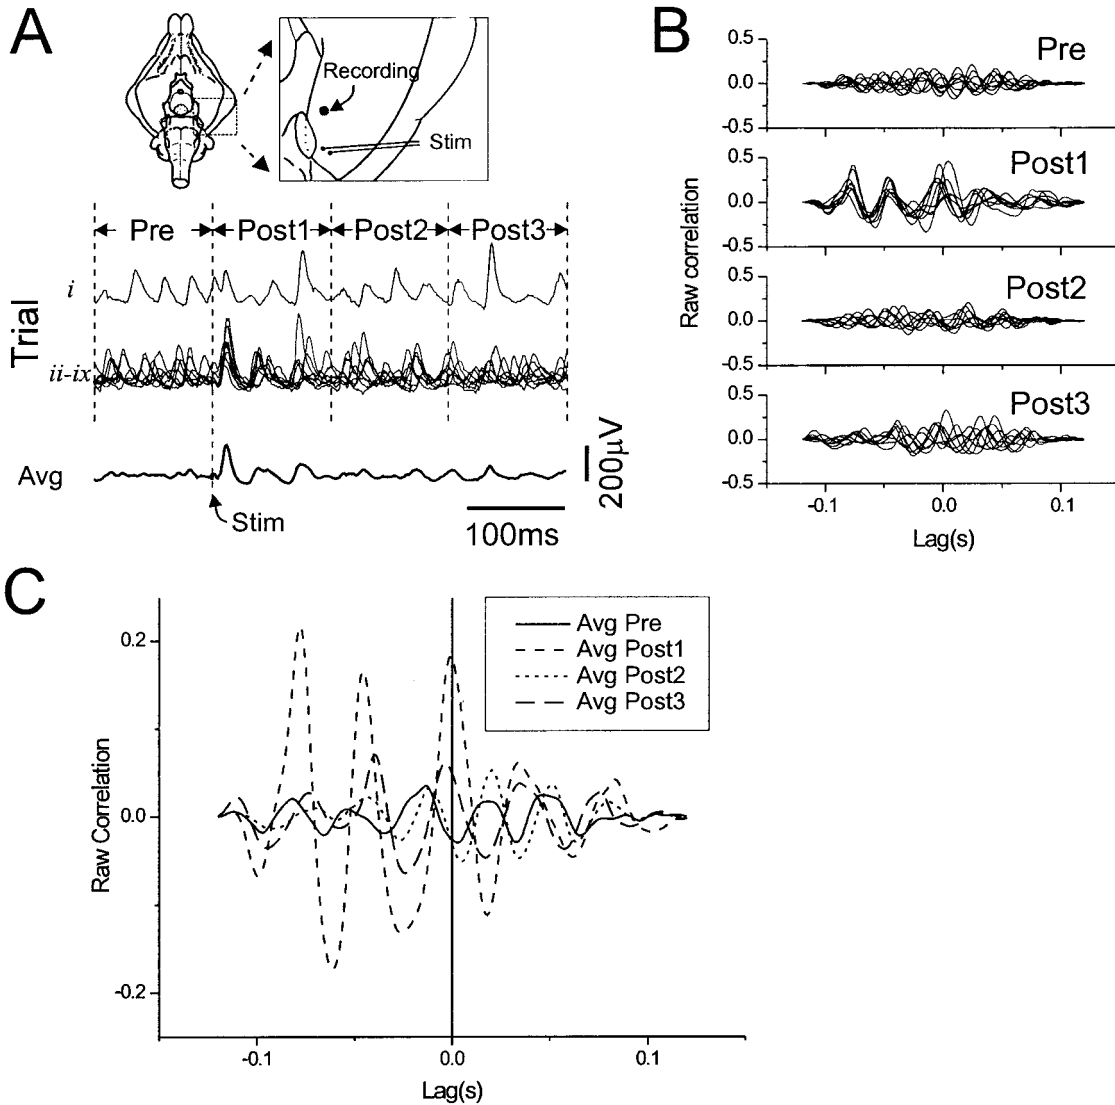 A
Recording
Stim
Pre Post1 Post2 Post3
Trial
i
ii-ix
Avg
Stim
200µV
100ms
B
Raw correlation
0.5
0.0
-0.5
Pre
0.5
0.0
-0.5
Post1
0.5
0.0
-0.5
Post2
0.5
0.0
-0.5
Post3
-0.1 0.0 0.1
Lag(s)
C
Raw Correlation
0.2
0.0
-0.2
Avg Pre
Avg Post1
Avg Post2
Avg Post3
-0.1 0.0 0.1
Lag(s)